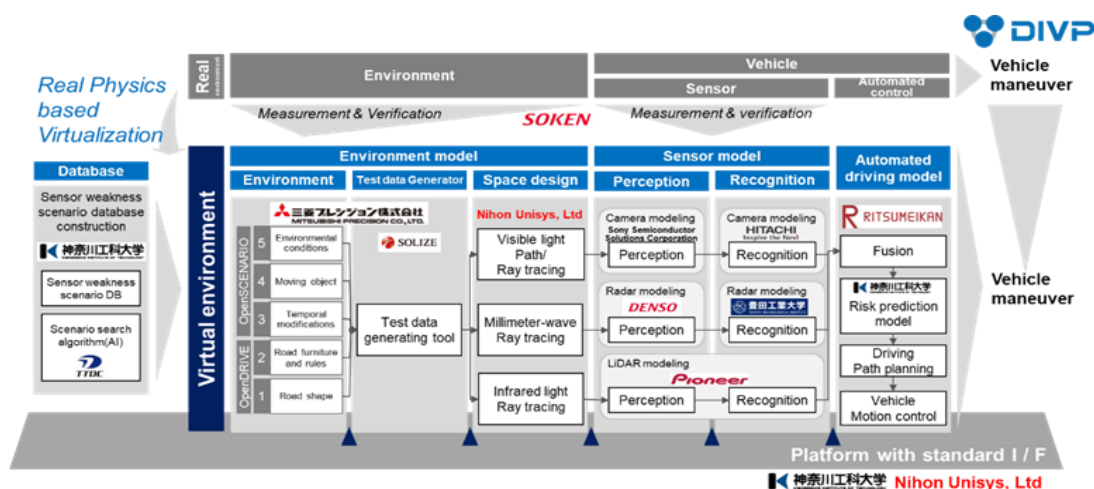 DIVP
Real Physics
based
Virtualization
Real
environment
Environment
Vehicle
Sensor
Automated
control
Vehicle
maneuver
Measurement & Verification
SOKEN
Measurement & verification
Database
Sensor weakness
scenario database
construction
神奈川工科大学
Sensor weakness
scenario DB
Scenario search
algorithm(AI)
TTDC
Virtual environment
Environment model
Environment
Test data Generator
Space design
三菱プレシジョン株式会社
MITSUBISHI PRECISION CO., LTD.
SOLIZE
Nihon Unisys, Ltd
OpenSCENARIO
OpenDRIVE
5
Environmental
conditions
4
Moving object
3
Temporal
modifications
2
Road furniture
and rules
1
Road shape
Test data
generating tool
Visible light
Path/
Ray tracing
Millimeter-wave
Ray tracing
Infrared light
Ray tracing
Sensor model
Perception
Recognition
Camera modeling
Sony Semiconductor
Solutions Corporation
Perception
Camera modeling
HITACHI
Inspire the Next
Recognition
Radar modeling
DENSO
Perception
Radar modeling
豊田工業大学
Recognition
LiDAR modeling
Pioneer
Perception
Recognition
Automated
driving model
RITSUMEIKAN
Fusion
神奈川工科大学
Risk prediction
model
Driving
Path planning
Vehicle
Motion control
Vehicle
maneuver
Platform with standard I / F
神奈川工科大学
Nihon Unisys, Ltd